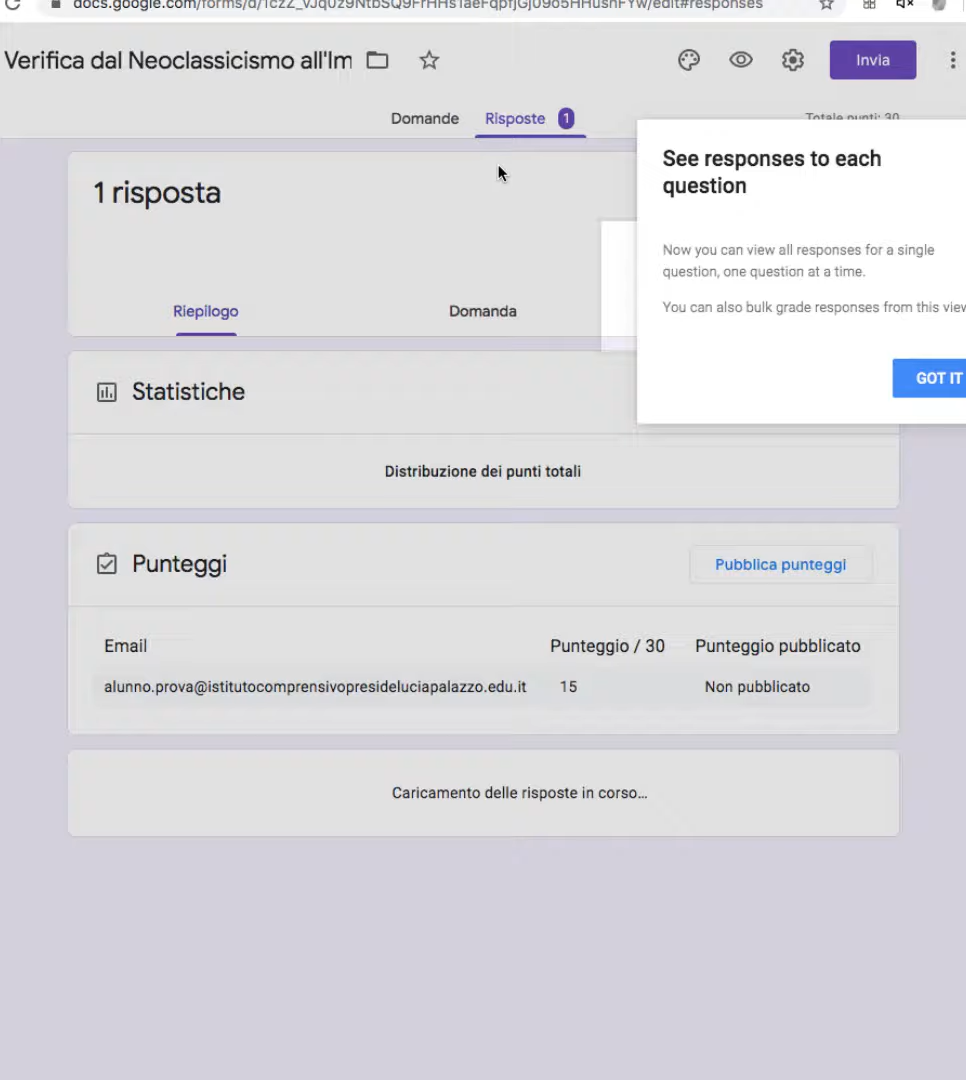 docs.google.com/forms/d/1czZ_vJq0z9NtbSQ9FrHHs1aeFqpfjGj09o5HHushFYw/edit#responses
Verifica dal Neoclassicismo all'Im
Invia
Domande
Risposte 1
Totale punti: 30
See responses to each
question
1 risposta
Now you can view all responses for a single
question, one question at a time.
You can also bulk grade responses from this view
Riepilogo
Domanda
GOT IT
Statistiche
Distribuzione dei punti totali
Punteggi
Pubblica punteggi
Email
Punteggio / 30
Punteggio pubblicato
alunno.prova@istitutocomprensivopresideluciapalazzo.edu.it
15
Non pubblicato
Caricamento delle risposte in corso...